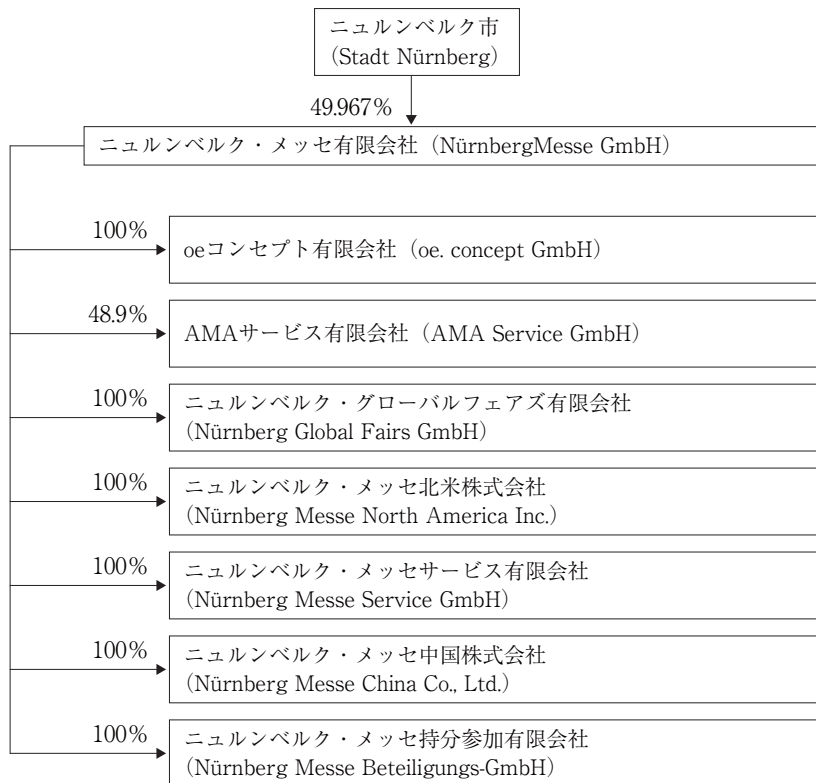 ニュルンベルク市
（Stadt Nürnberg）
49.967％
ニュルンベルク・メッセ有限会社（NürnbergMesse GmbH）
100％
oeコンセプト有限会社（oe. concept GmbH）
48.9％
AMAサービス有限会社（AMA Service GmbH）
100％
ニュルンベルク・グローバルフェアズ有限会社
（Nürnberg Global Fairs GmbH）
100％
ニュルンベルク・メッセ北米株式会社
（Nürnberg Messe North America Inc.）
100％
ニュルンベルク・メッセサービス有限会社
（Nürnberg Messe Service GmbH）
100％
ニュルンベルク・メッセ中国株式会社
（Nürnberg Messe China Co., Ltd.）
100％
ニュルンベルク・メッセ持分参加有限会社
（Nürnberg Messe Beteiligungs-GmbH）